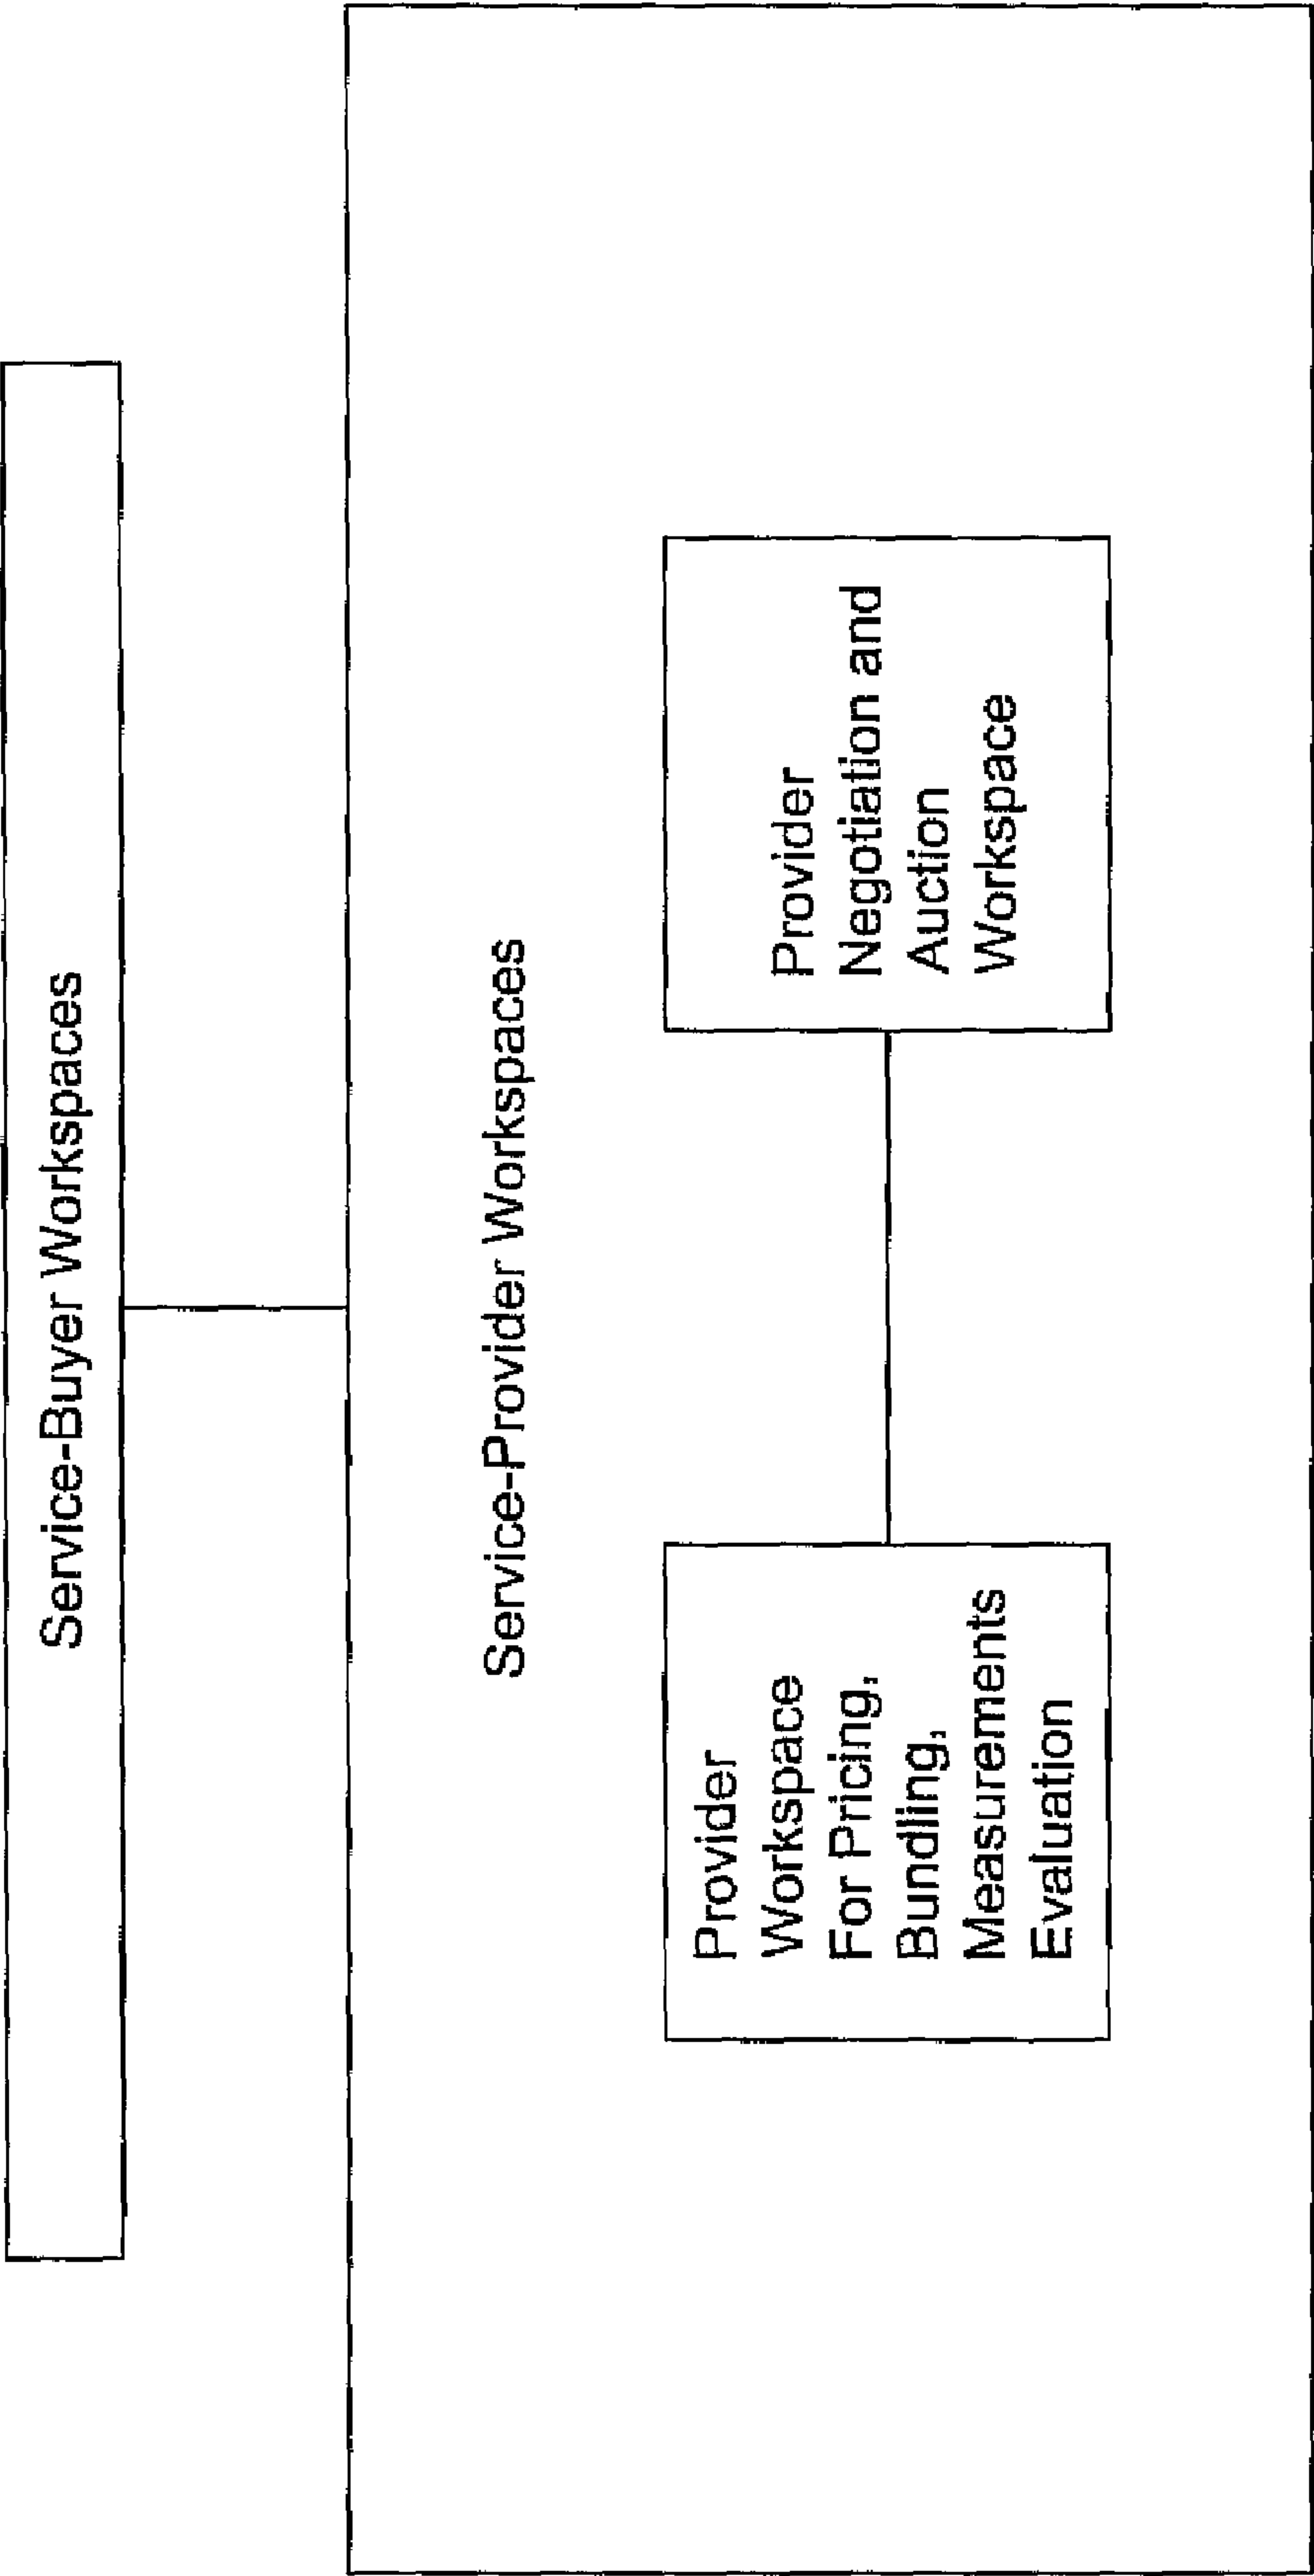 Service-Buyer Workspaces
Service-Provider Workspaces
Provider
Workspace
For Pricing,
Bundling,
Measurements
Evaluation
Provider
Negotiation and
Auction
Workspace